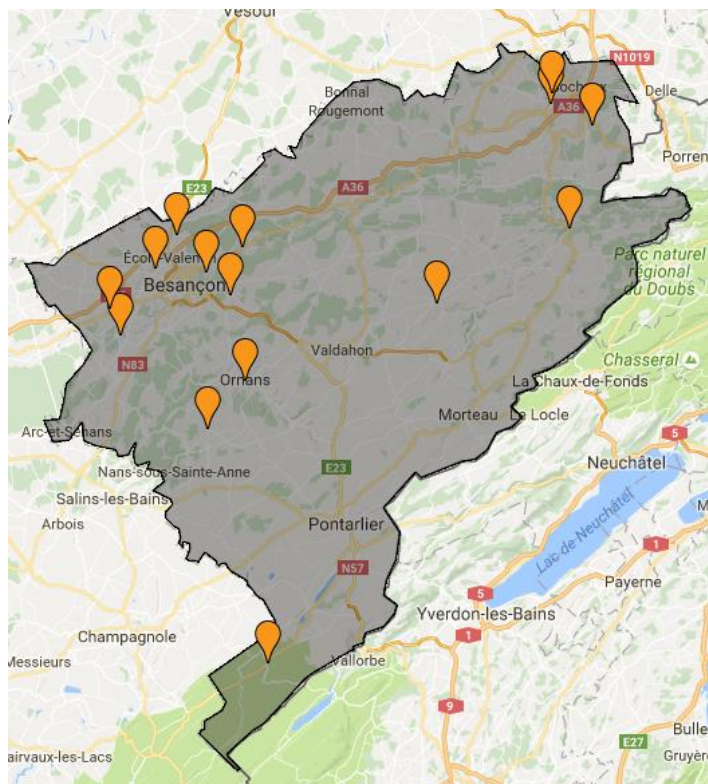 Vesoul
N1019
Delle
Bonnal
Rougemont
A36
Porren
E23
A36
Parc naturel
régional
du Doubs
Besançon
Valdahon
Chasseral
N83
Ornans
La Chaux-de-Fonds
Morteau
Le Locle
Arc-et-Senans
5
Neuchâtel
Nans-sous-Sainte-Anne
E23
Salins-les-Bains
Lac de Neuchâtel
M
Arbois
Pontarlier
1
N57
5
Payerne
Yverdon-les-Bains
1
Champagnole
Messieurs
Vallorbe
9
Bulle
E27
Gruyère
lairvaux-les-Lacs